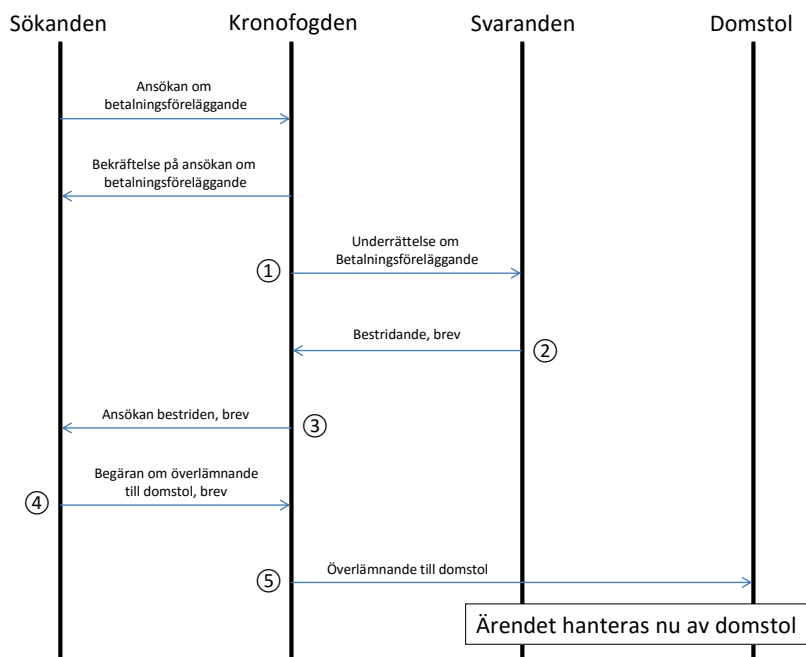 Sökanden Kronofogden Svaranden Domstol
Ansökan om
betalningsföreläggande
Bekräftelse på ansökan om
betalningsföreläggande
Underrättelse om
Betalningsföreläggande
①
Bestridande, brev
②
Ansökan bestriden, brev
③
Begäran om överlämnande
till domstol, brev
④
Överlämnande till domstol
⑤
Ärendet hanteras nu av domstol